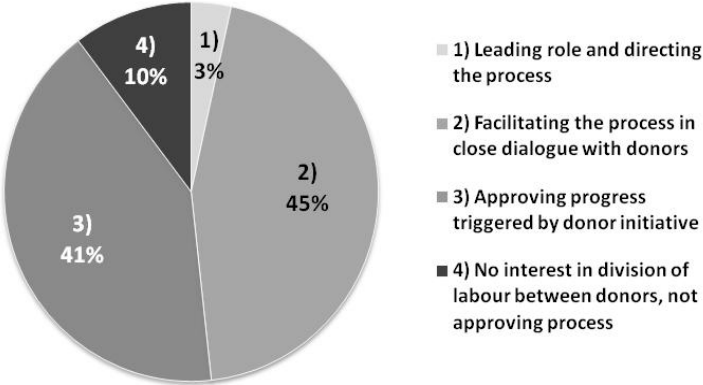 1)
3%
2)
45%
3)
41%
4)
10%
1) Leading role and directing
the process
2) Facilitating the process in
close dialogue with donors
3) Approving progress
triggered by donor initiative
4) No interest in division of
labour between donors, not
approving process